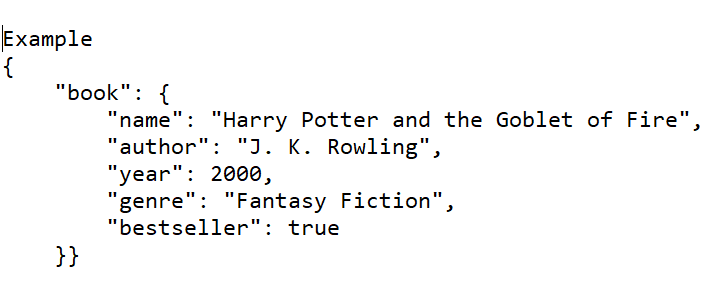 Example
{
    "book": {
        "name": "Harry Potter and the Goblet of Fire",
        "author": "J. K. Rowling",
        "year": 2000,
        "genre": "Fantasy Fiction",
        "bestseller": true
    }}